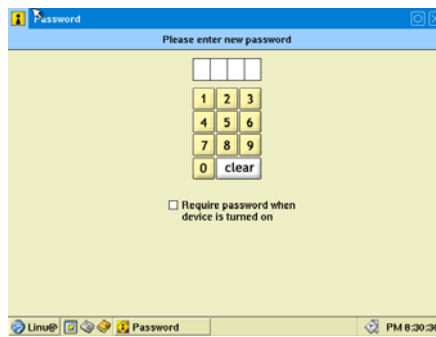 Password
Please enter new password
1 2 3
4 5 6
7 8 9
0 clear
Require password when
device is turned on
Linu@ Password PM 8:30:36